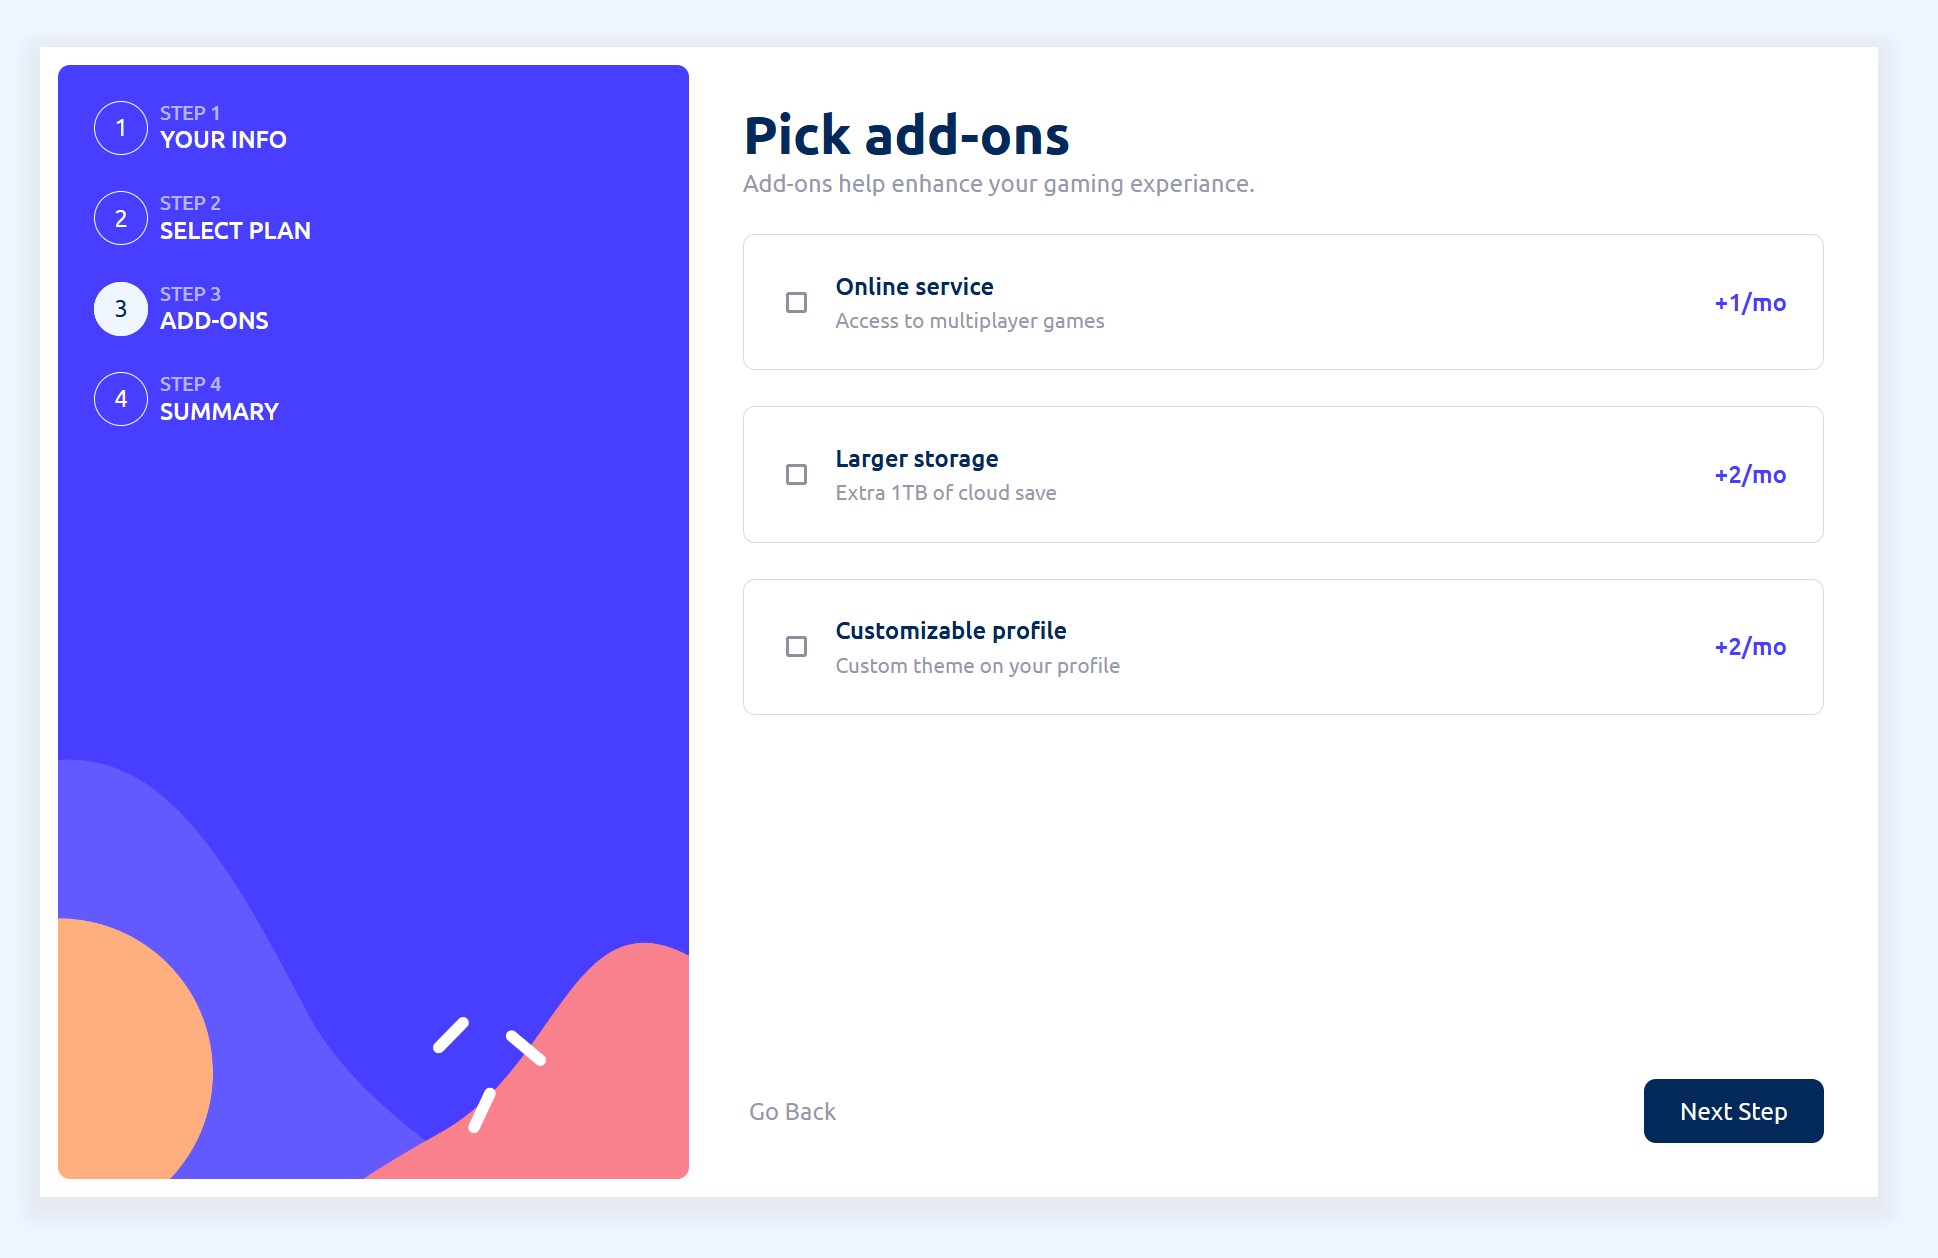 1
STEP 1
YOUR INFO
2
STEP 2
SELECT PLAN
3
STEP 3
ADD-ONS
4
STEP 4
SUMMARY
Pick add-ons
Add-ons help enhance your gaming experiance.
Online service
Access to multiplayer games
+1/mo
Larger storage
Extra 1TB of cloud save
+2/mo
Customizable profile
Custom theme on your profile
+2/mo
Go Back
Next Step